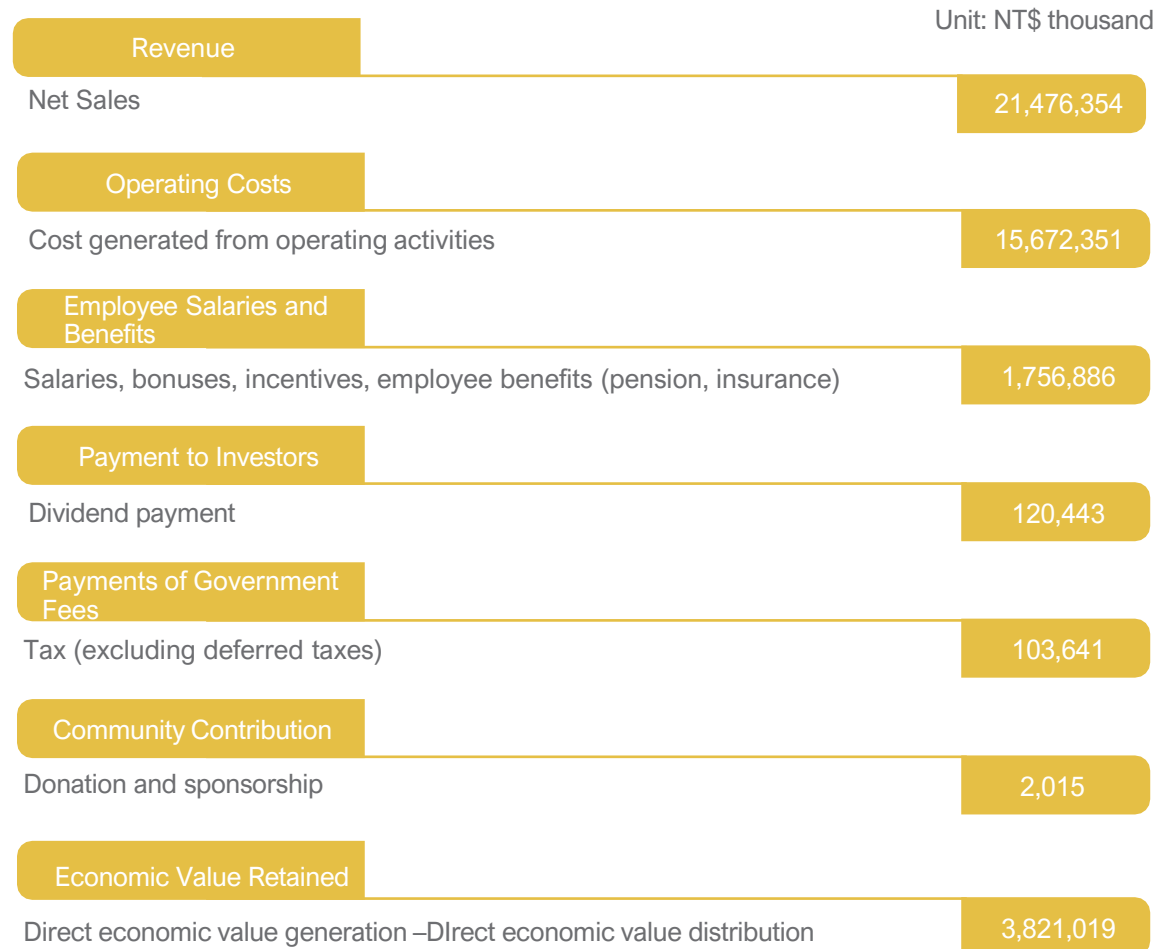 Unit: NT$ thousand
Revenue
Net Sales
21,476,354
Operating Costs
Cost generated from operating activities
15,672,351
Employee Salaries and
Benefits
Salaries, bonuses, incentives, employee benefits (pension, insurance)
1,756,886
Payment to Investors
Dividend payment
120,443
Payments of Government
Fees
Tax (excluding deferred taxes)
103,641
Community Contribution
Donation and sponsorship
2,015
Economic Value Retained
Direct economic value generation –DIrect economic value distribution
3,821,019